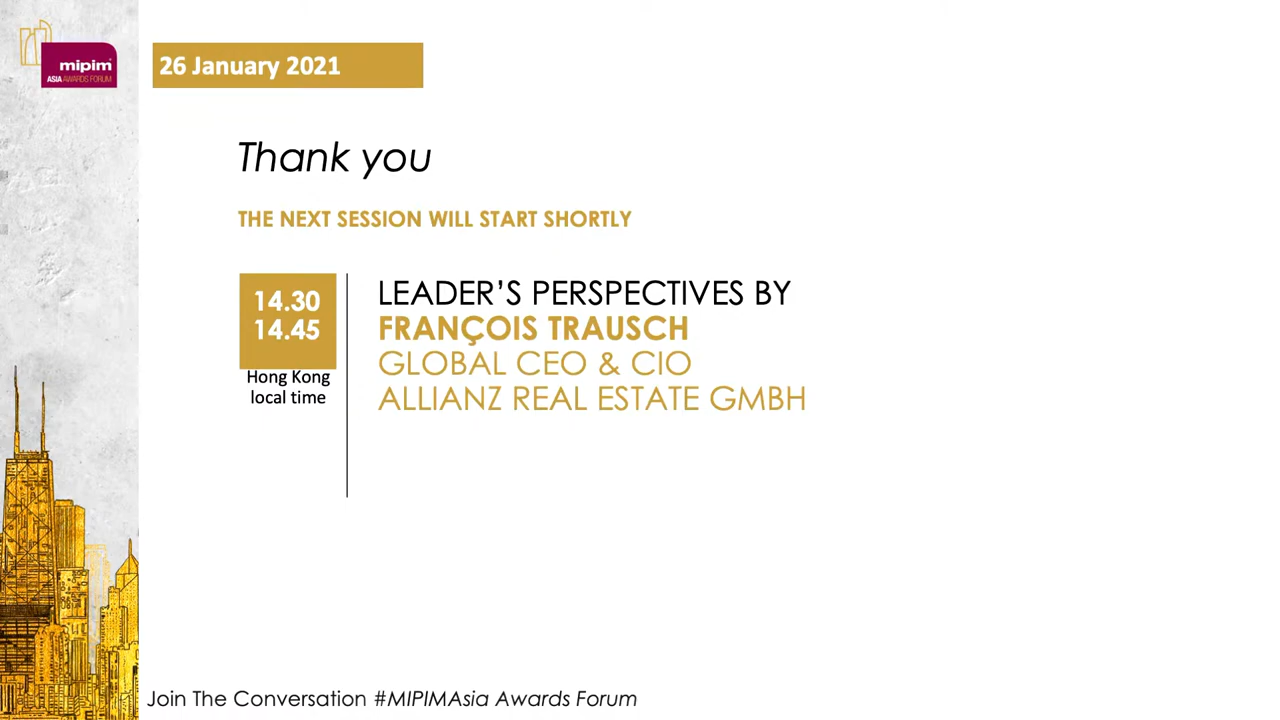 mipim
ASIA AWARDS FORUM
26 January 2021
Thank you
THE NEXT SESSION WILL START SHORTLY
14.30
14.45
Hong Kong
local time
LEADER’S PERSPECTIVES BY
FRANÇOIS TRAUSCH
GLOBAL CEO & CIO
ALLIANZ REAL ESTATE GMBH
Join The Conversation #MIPIMAsia Awards Forum